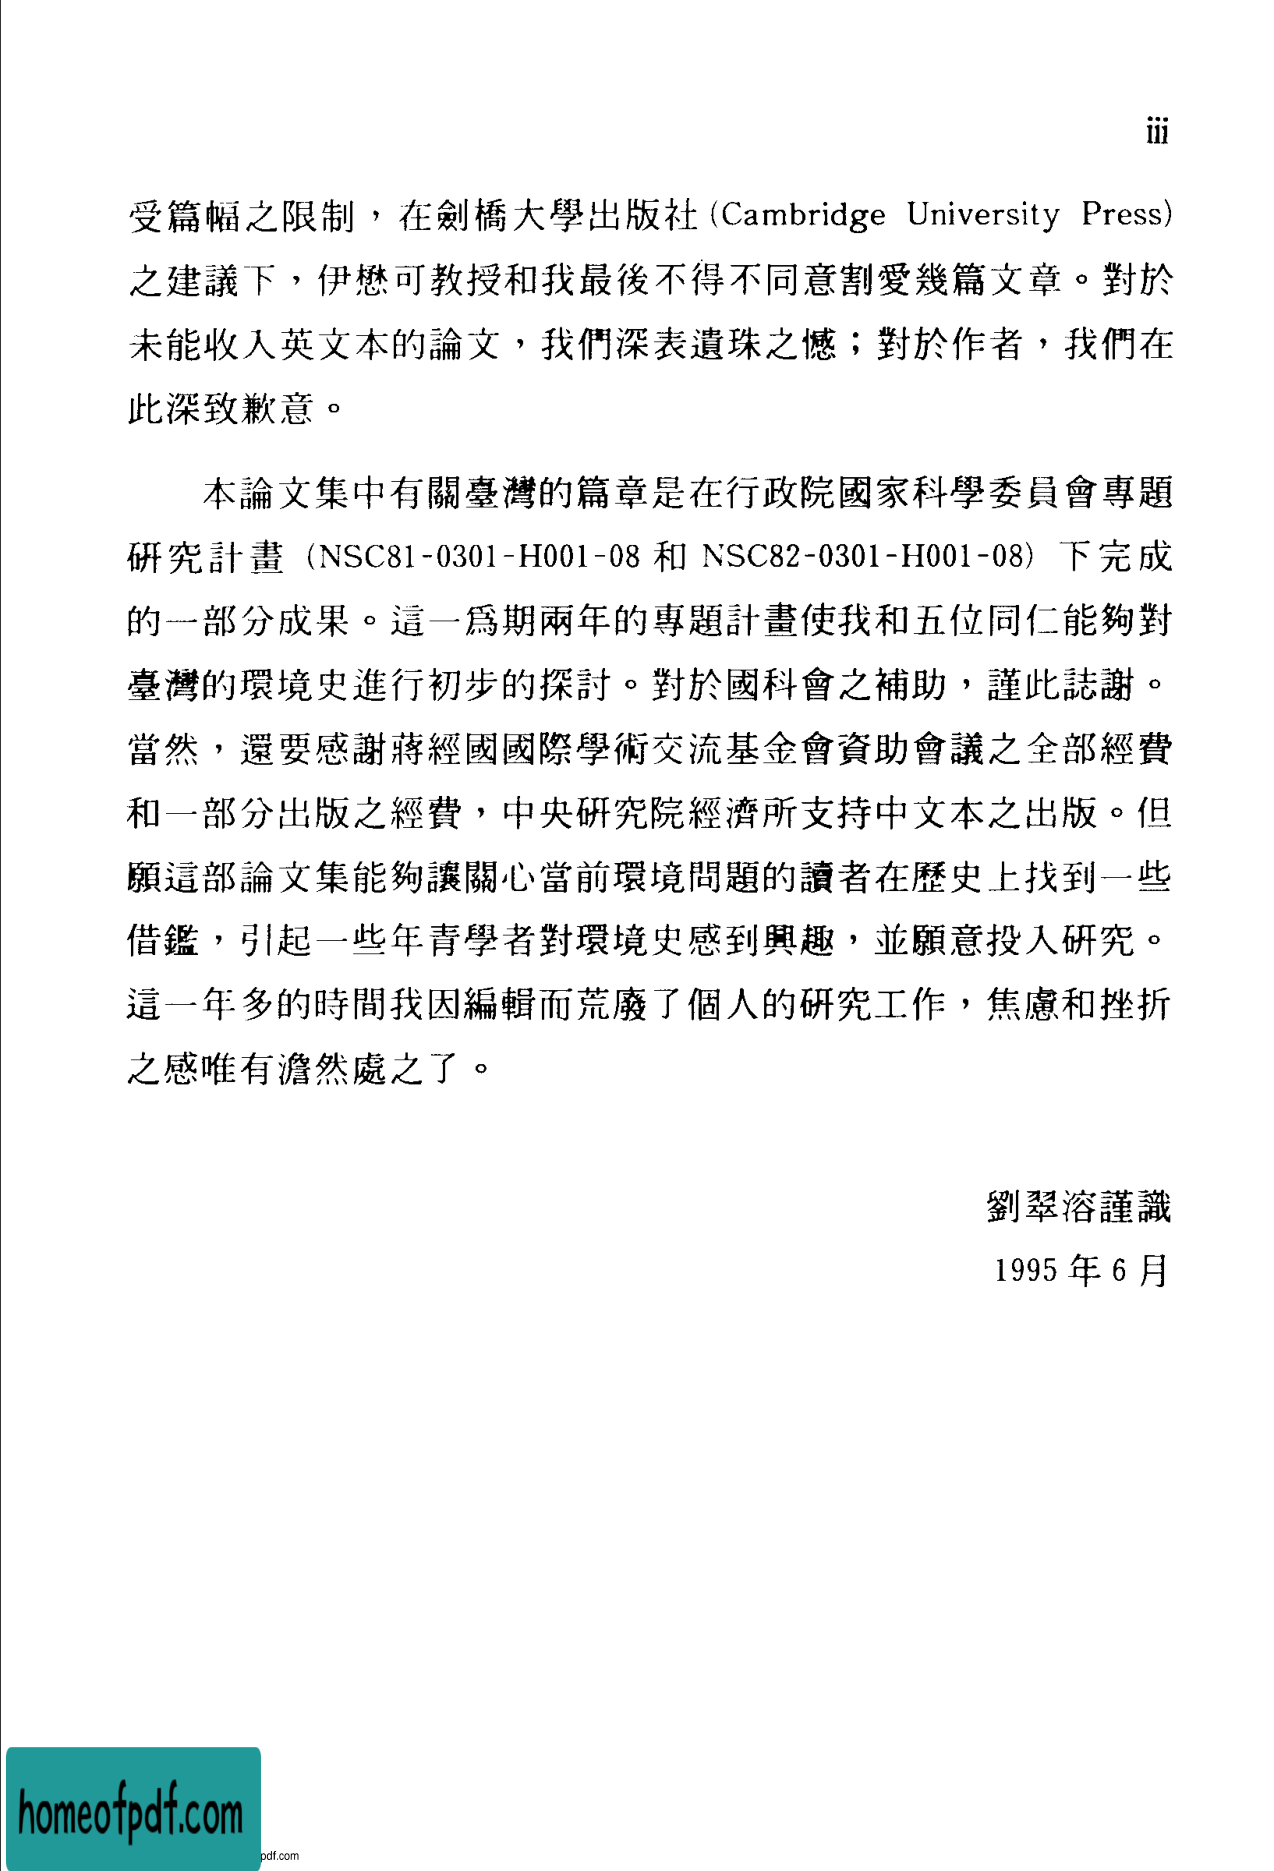 iii
受篇幅之限制，在劍橋大學出版社(Cambridge University Press)
之建議下，伊懋可教授和我最後不得不同意割愛幾篇文章。對於
未能收入英文本的論文，我們深表遺珠之憾；對於作者，我們在
此深致歉意。
本論文集中有關臺灣的篇章是在行政院國家科學委員會專題
研究計畫 (NSC81-0301-H001-08 和 NSC82-0301-H001-08) 下完成
的一部分成果。這一爲期兩年的專題計畫使我和五位同仁能夠對
臺灣的環境史進行初步的探討。對於國科會之補助，謹此誌謝。
當然，還要感謝蔣經國國際學術交流基金會資助會議之全部經費
和一部分出版之經費，中央研究院經濟所支持中文本之出版。但
願這部論文集能夠讓關心當前環境問題的讀者在歷史上找到一些
借鑑，引起一些年青學者對環境史感到興趣，並願意投入研究。
這一年多的時間我因編輯而荒廢了個人的研究工作，焦慮和挫折
之感唯有澹然處之了。
劉翠溶謹識
1995 年 6 月
homeofpdf.com
pdf.com